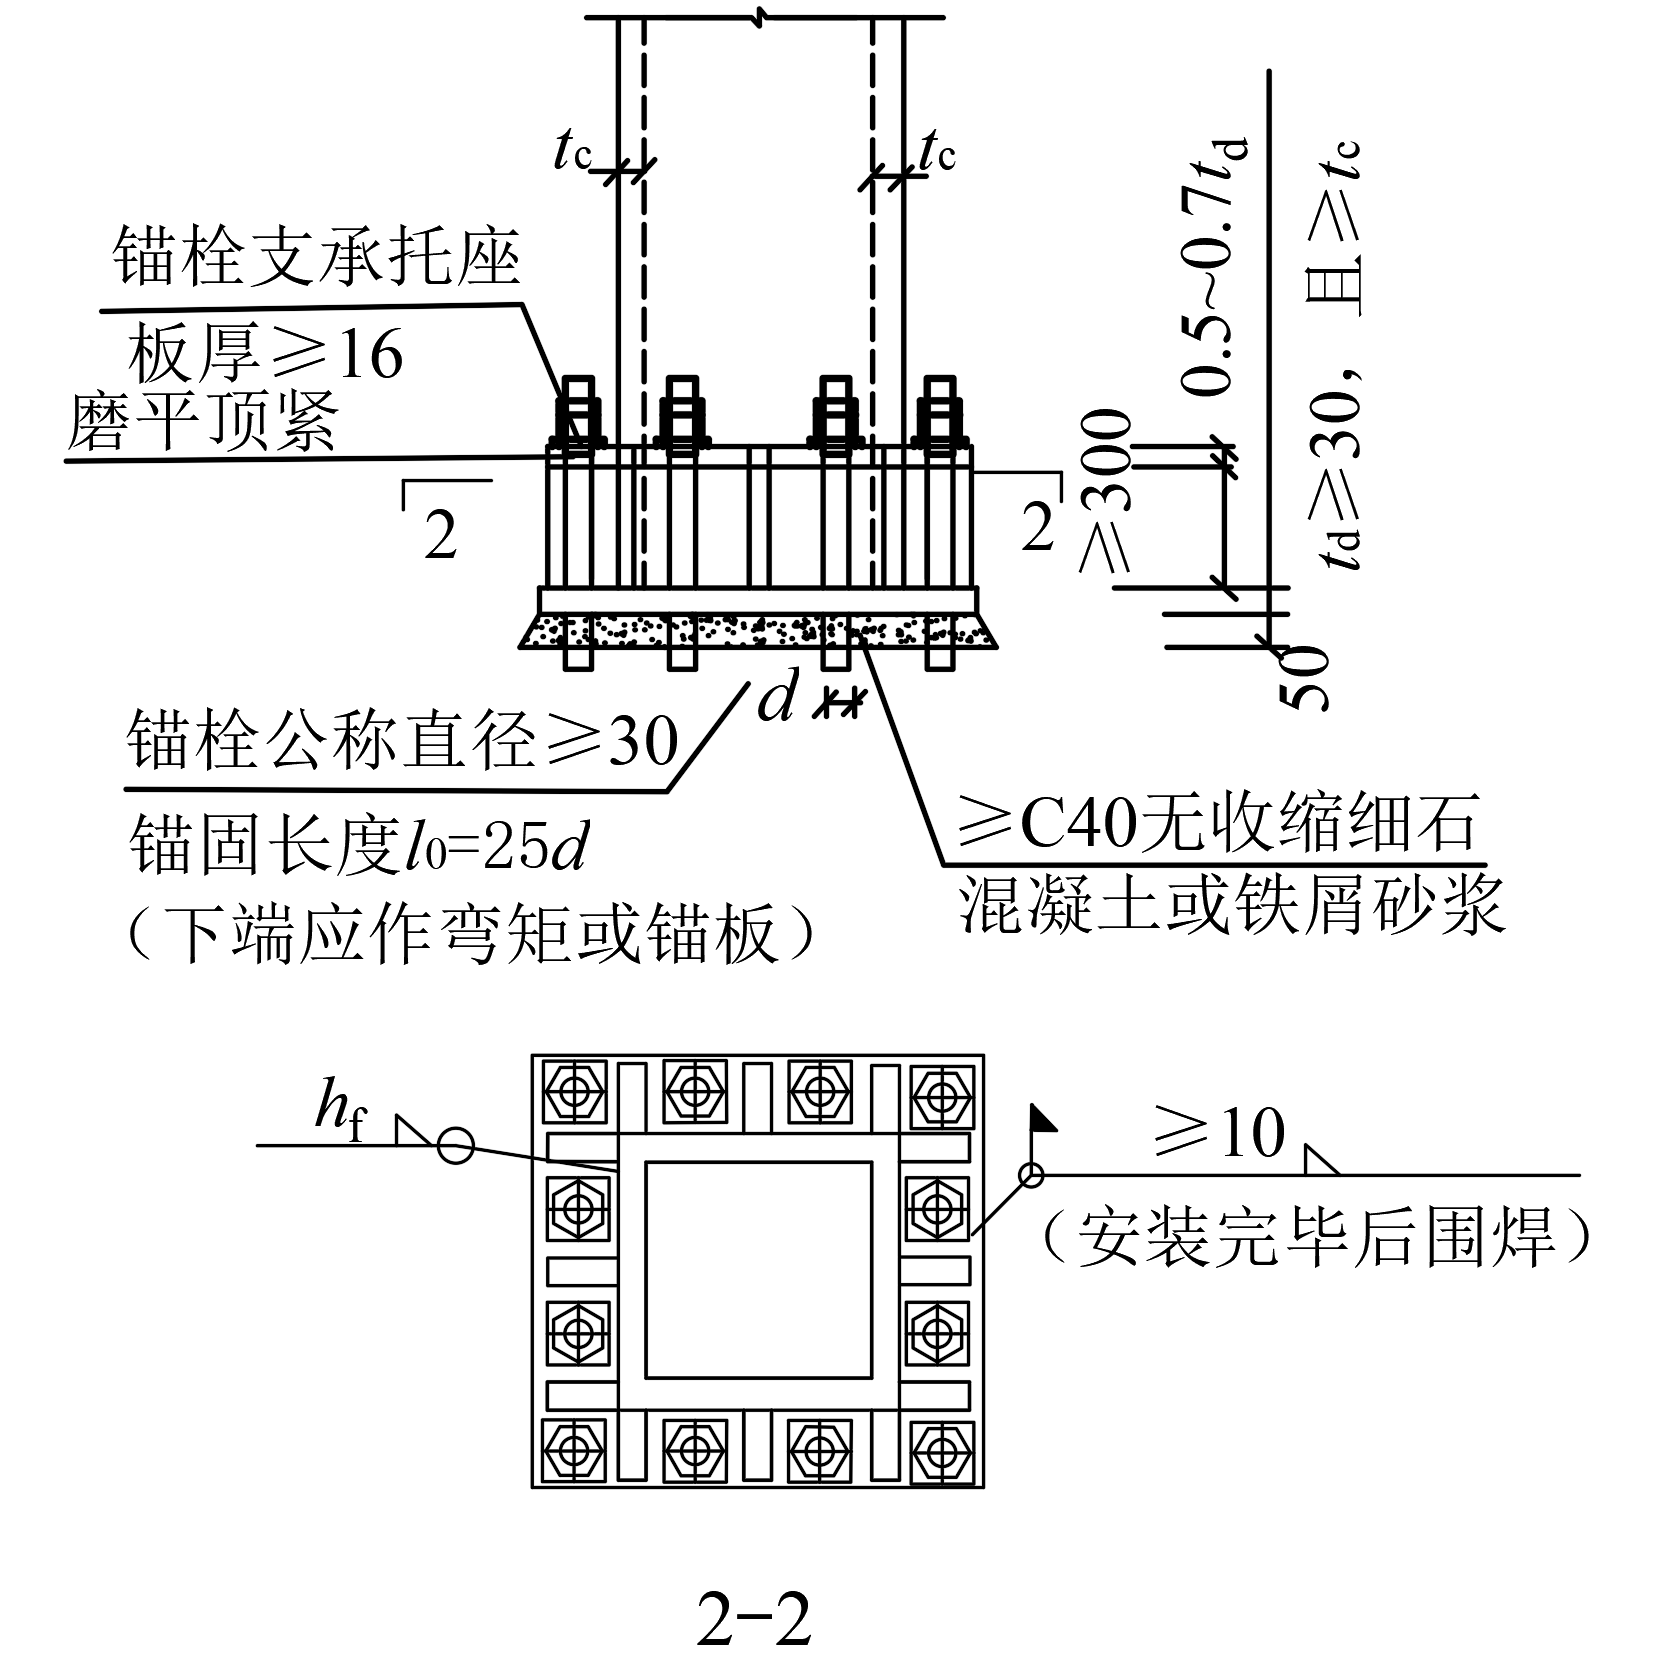 tc
tc
锚栓支承托座
板厚≥16
磨平顶紧
2
2
≥300
0.5~0.7td
td≥30，且≥tc
50
d
锚栓公称直径≥30
锚固长度l0=25d
（下端应作弯矩或锚板）
≥C40无收缩细石
混凝土或铁屑砂浆
hf
≥10
（安装完毕后围焊）
2-2